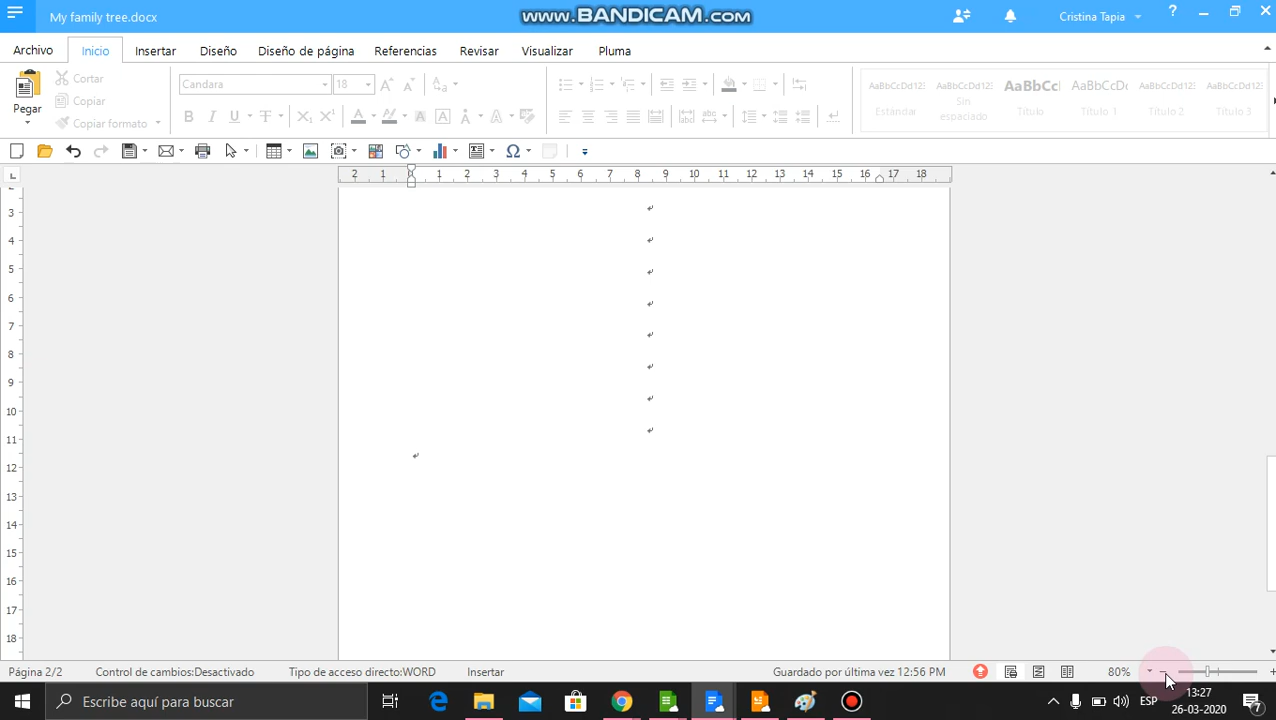 My family tree.docx
www.BANDICAM.com
Cristina Tapia
?
Archivo
Inicio
Insertar
Diseño
Diseño de página
Referencias
Revisar
Visualizar
Pluma
Pegar
Cortar
Copiar
Copiar formato
Candara
18
AaBbCcDd123
Estándar
AaBbCcDd123
Sin
espaciado
AaBbCc
Título
AaBbCcDc
Título 1
AaBbCcDd123
Título 2
AaBbCcDd123
Título 3
2 1 1 2 3 4 5 6 7 8 9 10 11 12 13 14 15 16 17 18
3
4
5
6
7
8
9
10
11
12
13
14
15
16
17
18
Página 2/2
Control de cambios:Desactivado
Tipo de acceso directo:WORD
Insertar
Guardado por última vez 12:56 PM
80%
Escribe aquí para buscar
ESP
13:27
26-03-2020
7